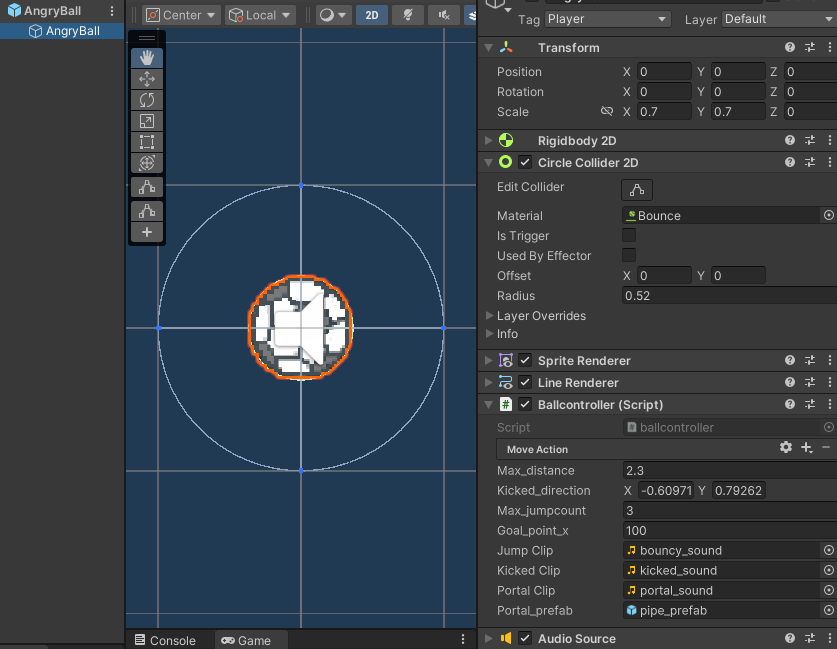 AngryBall
AngryBall
Center
Local
2D
Tag Player Layer Default
Transform
Position X 0 Y 0 Z 0
Rotation X 0 Y 0 Z 0
Scale X 0.7 Y 0.7 Z 0
Rigidbody 2D
Circle Collider 2D
Edit Collider
Material Bounce
Is Trigger
Used By Effector
Offset X 0 Y 0
Radius 0.52
Layer Overrides
Info
Sprite Renderer
Line Renderer
# Ballcontroller (Script)
Script # ballcontroller
Move Action
Max_distance 2.3
Kicked_direction X -0.60971 Y 0.79262
Max_jumpcount 3
Goal_point_x 100
Jump Clip bouncy_sound
Kicked Clip kicked_sound
Portal Clip portal_sound
Portal_prefab pipe_prefab
Audio Source
Console
Game